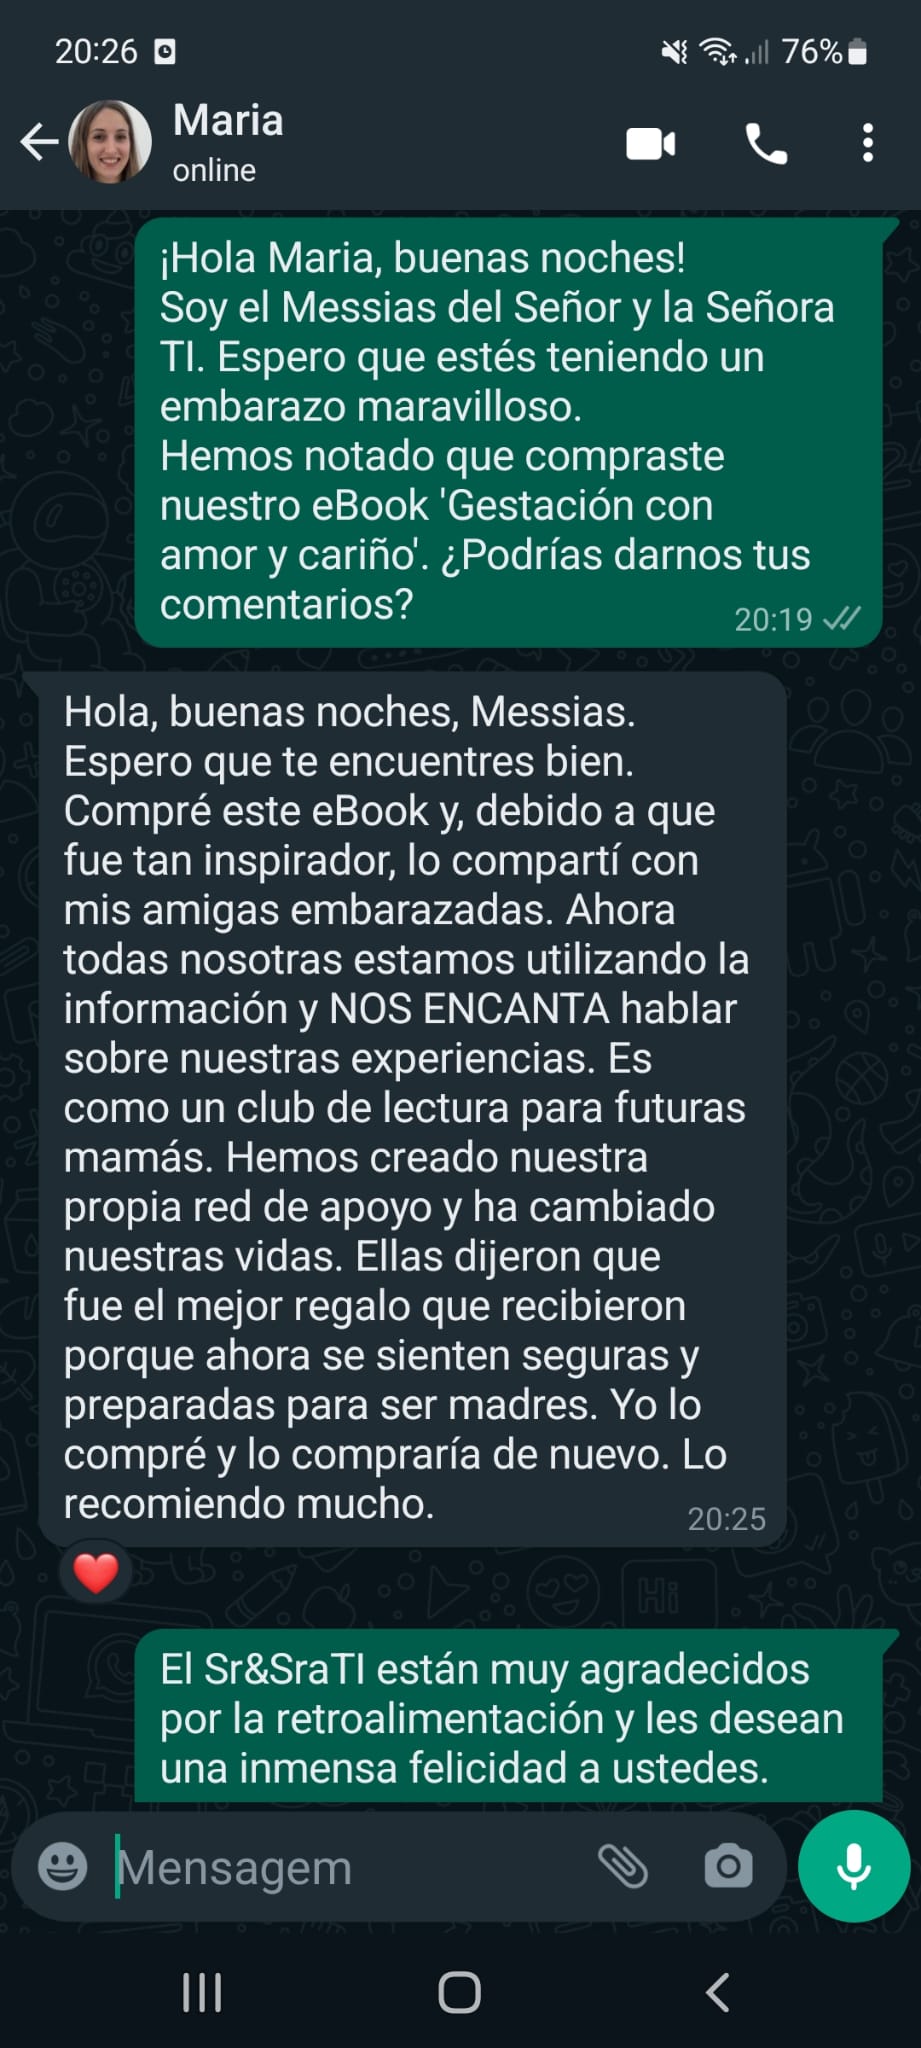 20:26
76%
Maria
online
¡Hola Maria, buenas noches!
Soy el Messias del Señor y la Señora
TI. Espero que estés teniendo un
embarazo maravilloso.
Hemos notado que compraste
nuestro eBook 'Gestación con
amor y cariño'. ¿Podrías darnos tus
comentarios?
20:19
Hola, buenas noches, Messias.
Espero que te encuentres bien.
Compré este eBook y, debido a que
fue tan inspirador, lo compartí con
mis amigas embarazadas. Ahora
todas nosotras estamos utilizando la
información y NOS ENCANTA hablar
sobre nuestras experiencias. Es
como un club de lectura para futuras
mamás. Hemos creado nuestra
propia red de apoyo y ha cambiado
nuestras vidas. Ellas dijeron que
fue el mejor regalo que recibieron
porque ahora se sienten seguras y
preparadas para ser madres. Yo lo
compré y lo compraría de nuevo. Lo
recomiendo mucho.
20:25
Hi
El Sr&SraTI están muy agradecidos
por la retroalimentación y les desean
una inmensa felicidad a ustedes.
Mensagem